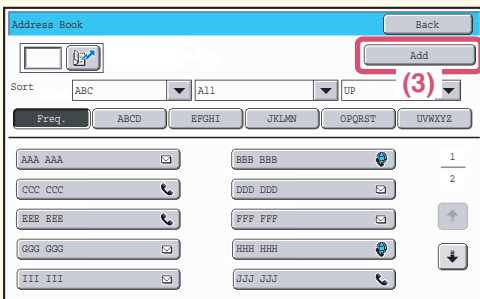 Address Book Back
Add
(3)
Sort ABC All UP
Freq. ABCD EFGHI JKLMN OPQRST UVWXYZ
AAA AAA BBB BBB 1
CCC CCC DDD DDD 2
EEE EEE FFF FFF
GGG GGG HHH HHH
III III JJJ JJJ